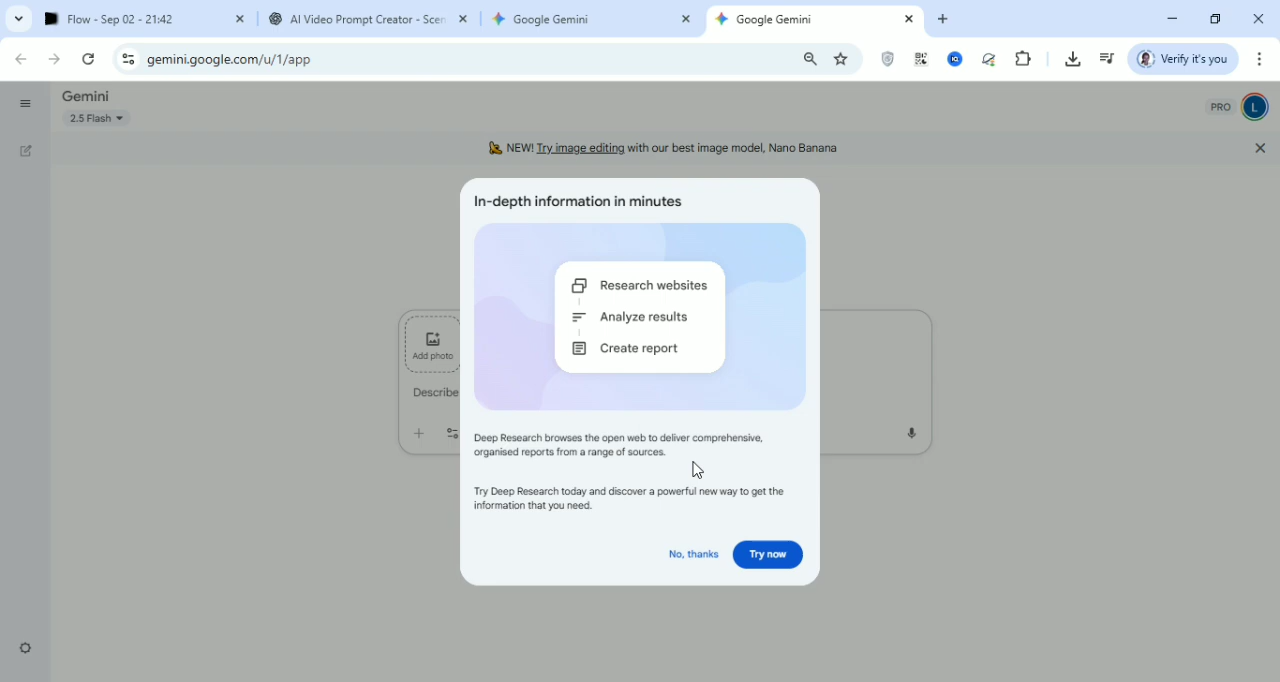 Flow - Sep 02 - 21:42
AI Video Prompt Creator - Scen
Google Gemini
Google Gemini
gemini.google.com/u/1/app
Verify it's you
Gemini
2.5 Flash
PRO
L
NEW! Try image editing with our best image model, Nano Banana
In-depth information in minutes
Research websites
Analyze results
Create report
Add photo
Describe
Deep Research browses the open web to deliver comprehensive,
organised reports from a range of sources.
Try Deep Research today and discover a powerful new way to get the
information that you need.
No, thanks
Try now